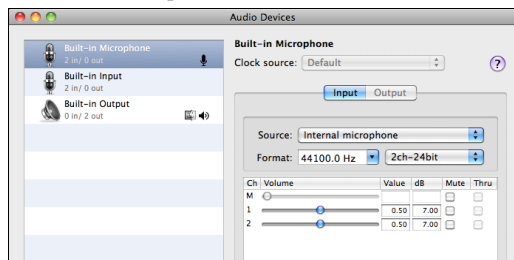 Audio Devices
Built-in Microphone
2 in/ 0 out
Built-in Input
2 in/ 0 out
Built-in Output
0 in/ 2 out
Built-in Microphone
Clock source: Default
?
Input Output
Source: Internal microphone
Format: 44100.0 Hz 2ch-24bit
Ch Volume Value dB Mute Thru
M
1 0.50 7.00
2 0.50 7.00